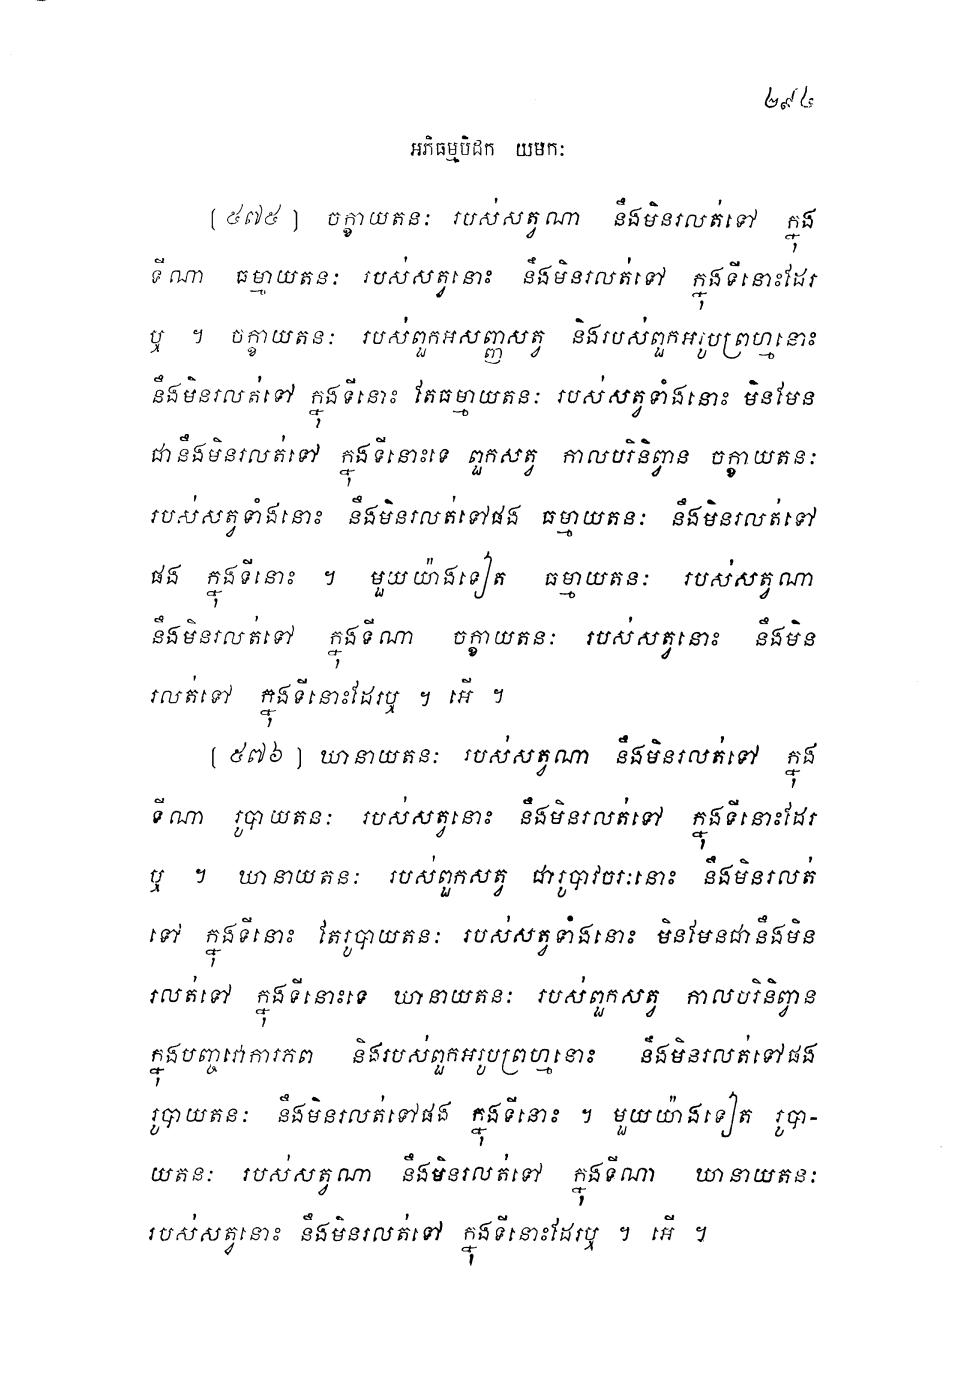 ២៩៤
អភិធម្មបិដក យមកៈ
(៥៧៥) ចក្ខាយតនៈ របស់សត្វណា នឹងមិនរលត់ទៅ ក្នុង
ទីណា ធម្មាយតនៈ របស់សត្វនោះ នឹងមិនរលត់ទៅ ក្នុងទីនោះដែរ
ឬ ។ ចក្ខាយតនៈ របស់ពួកអសញ្ញសត្វ និងរបស់ពួកអរូបព្រហ្មនោះ
នឹងមិនរលត់ទៅ ក្នុងទីនោះ តែធម្មាយតនៈ របស់សត្វទាំងនោះ មិនមែន
ជានឹងមិនរលត់ទៅ ក្នុងទីនោះទេ ពួកសត្វ កាលបរិនិព្វាន ចក្ខាយតនៈ
របស់សត្វទាំងនោះ នឹងមិនរលត់ទៅផង ធម្មាយតនៈ នឹងមិនរលត់ទៅ
ផង ក្នុងទីនោះ ។ មួយយ៉ាងទៀត ធម្មាយតនៈ របស់សត្វណា
នឹងមិនរលត់ទៅ ក្នុងទីណា ចក្ខាយតនៈ របស់សត្វនោះ នឹងមិន
រលត់ទៅ ក្នុងទីនោះដែរឬ ។ អើ ។
(៥៧៦) ឃានាយតនៈ របស់សត្វណា នឹងមិនរលត់ទៅ ក្នុង
ទីណា រូបាយតនៈ របស់សត្វនោះ នឹងមិនរលត់ទៅ ក្នុងទីនោះដែរ
ឬ ។ ឃានាយតនៈ របស់ពួកសត្វ ជារូបាវចរៈនោះ នឹងមិនរលត់
ទៅ ក្នុងទីនោះ តែរូបាយតនៈ របស់សត្វទាំងនោះ មិនមែនជានឹងមិន
រលត់ទៅ ក្នុងទីនោះទេ ឃានាយតនៈ របស់ពួកសត្វ កាលបរិនិព្វាន
ក្នុងបញ្ចវោការភព និងរបស់ពួកអរូបព្រហ្មនោះ នឹងមិនរលត់ទៅផង
រូបាយតនៈ នឹងមិនរលត់ទៅផង ក្នុងទីនោះ ។ មួយយ៉ាងទៀត រូបា-
យតនៈ របស់សត្វណា នឹងមិនរលត់ទៅ ក្នុងទីណា ឃានាយតនៈ
របស់សត្វនោះ នឹងមិនរលត់ទៅ ក្នុងទីនោះដែរឬ ។ អើ ។